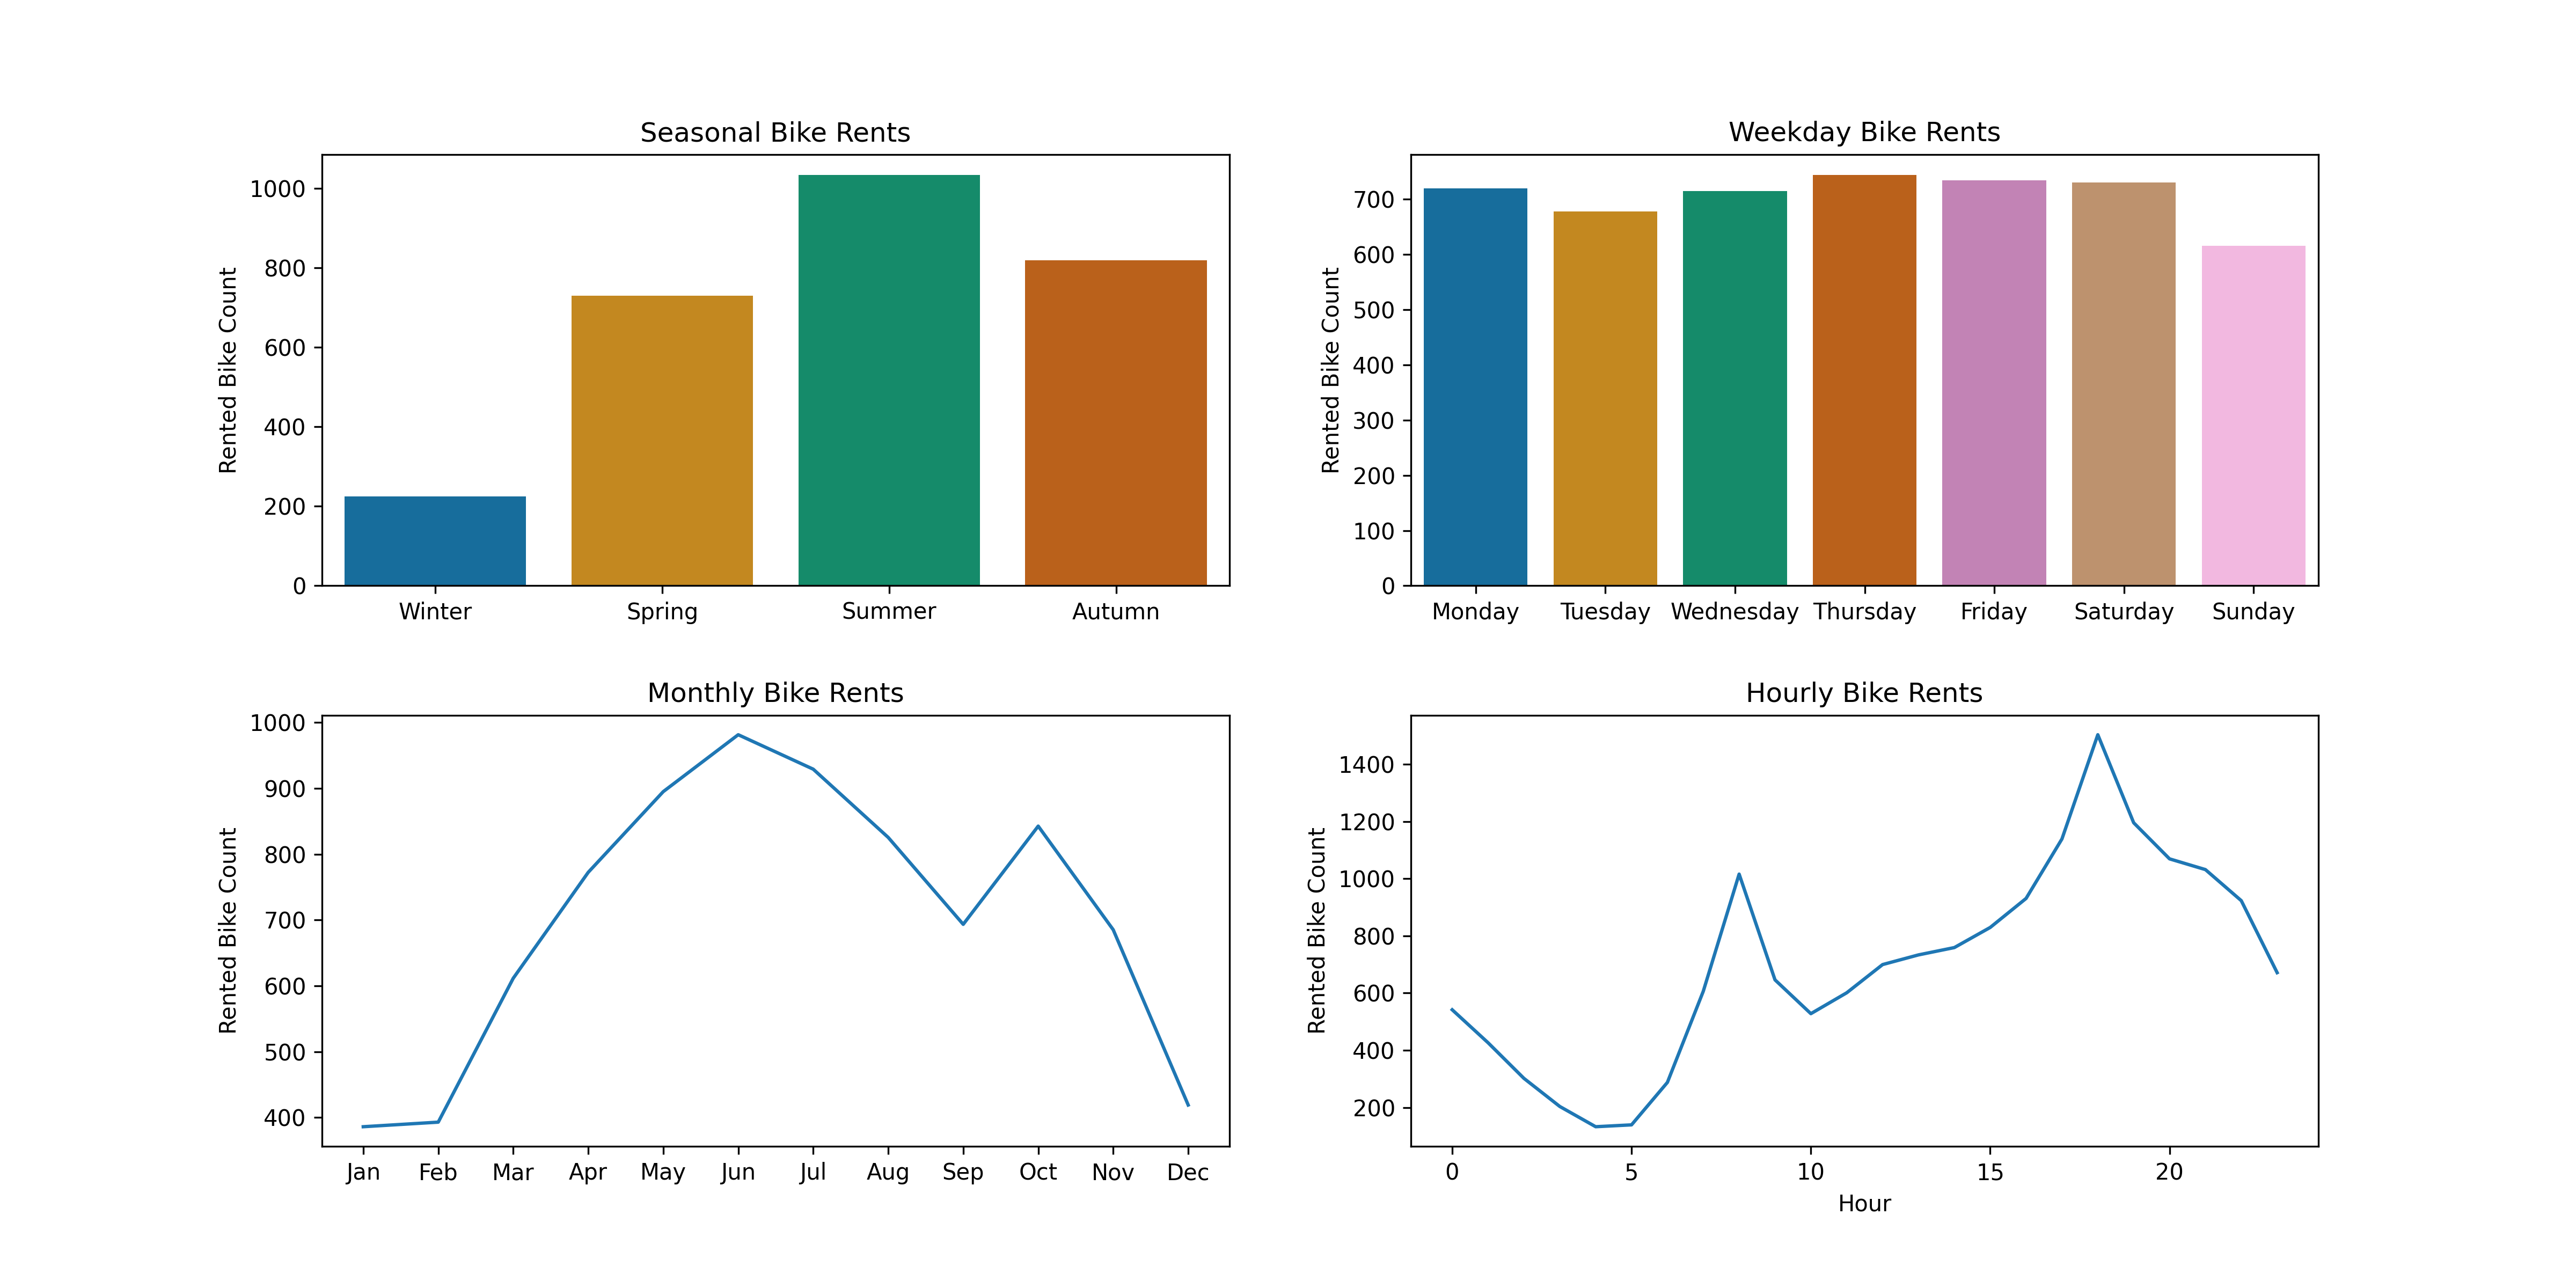 Seasonal Bike Rents
Rented Bike Count
1000
800
600
400
200
0
Winter Spring Summer Autumn
Weekday Bike Rents
Rented Bike Count
700
600
500
400
300
200
100
0
Monday Tuesday Wednesday Thursday Friday Saturday Sunday
Monthly Bike Rents
Rented Bike Count
1000
900
800
700
600
500
400
Jan Feb Mar Apr May Jun Jul Aug Sep Oct Nov Dec
Hourly Bike Rents
Rented Bike Count
1400
1200
1000
800
600
400
200
0 5 10 15 20
Hour